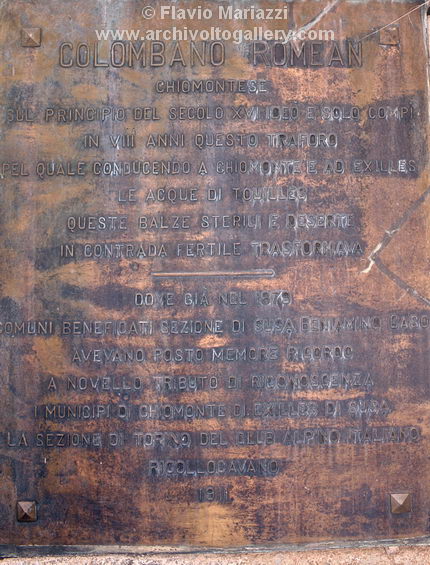 © Flavio Mariazzi
www.archivoltogallery.com
COLOMBANO ROMEAN
CHIOMONTESE
SUL PRINCIPIO DEL SECOLO XVI IDEO E SOLO COMPI
IN VIII ANNI QUESTO TRAFORO
PEL QUALE CONDUCENDO A CHIOMONTE E AD EXILLES
LE ACQUE DI TOUILLES
QUESTE BALZE STERILI E DESERTE
IN CONTRADA FERTILE TRASFORMAVA
DOVE GIÀ NEL 1879
COMUNI BENEFICATI SEZIONE DI SUSA BENIAMINO
AVEVANO POSTO MEMORE RICORDO
A NOVELLO TRIBUTO DI RICONOSCENZA
I MUNICIPI DI CHIOMONTE DI EXILLES DI SUSA
LA SEZIONE DI TORINO DEL CLUB ALPINO ITALIANO
RICOLLOCAVANO